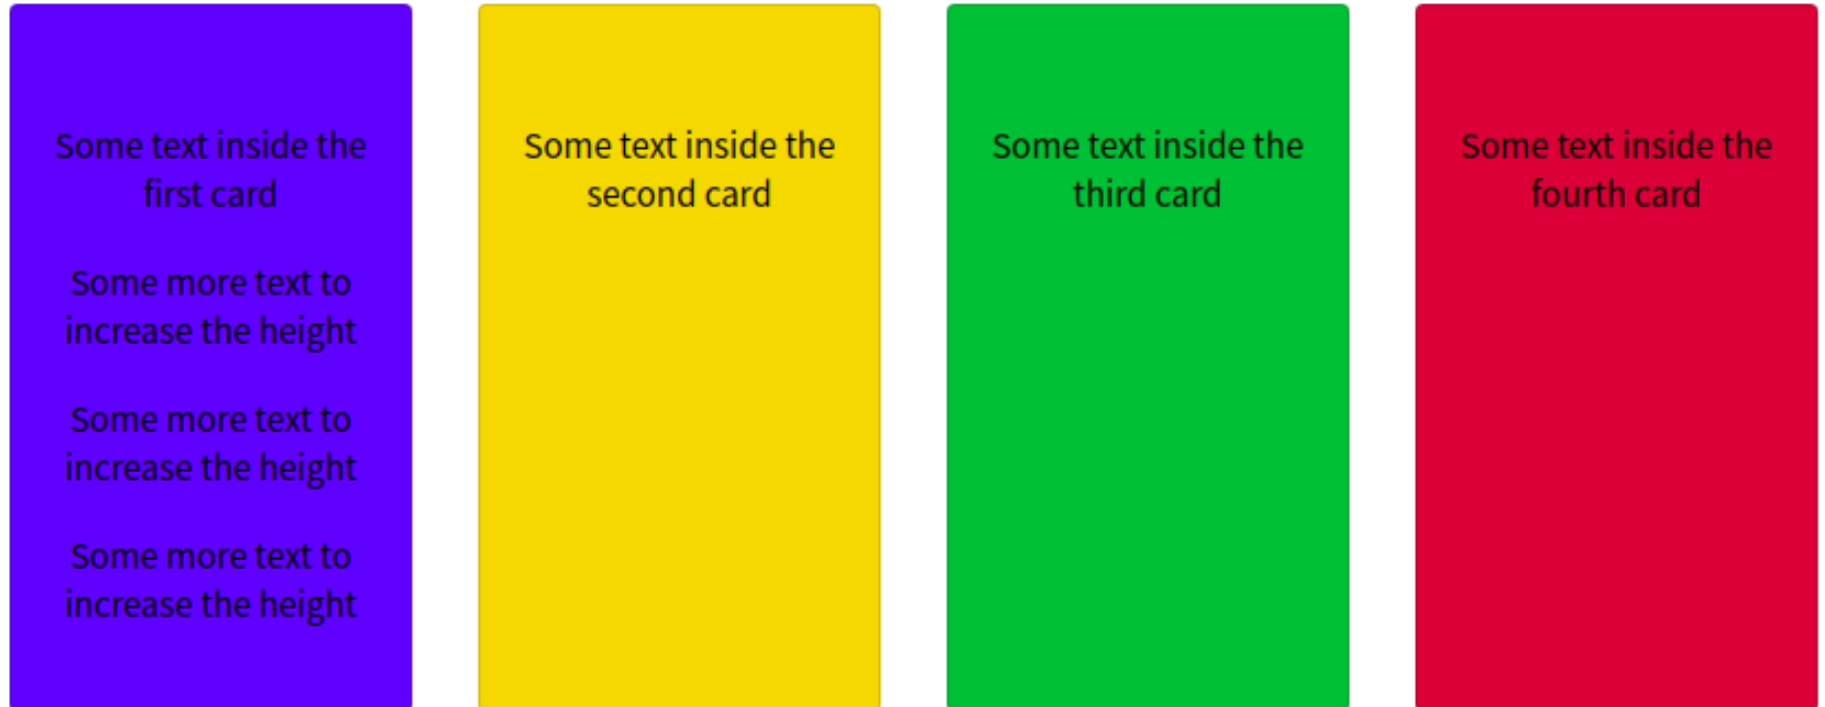 Some text inside the
first card
Some more text to
increase the height
Some more text to
increase the height
Some more text to
increase the height
Some text inside the
second card
Some text inside the
third card
Some text inside the
fourth card